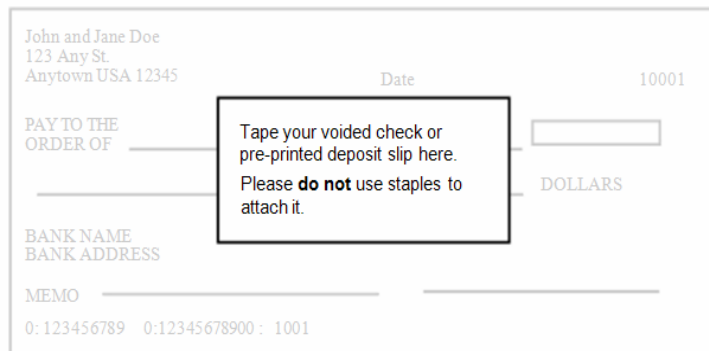 John and Jane Doe
123 Any St.
Anytown USA 12345
Date
10001
PAY TO THE
ORDER OF
Tape your voided check or
pre-printed deposit slip here.
Please do not use staples to
attach it.
DOLLARS
BANK NAME
BANK ADDRESS
MEMO
0: 123456789 0:12345678900 : 1001